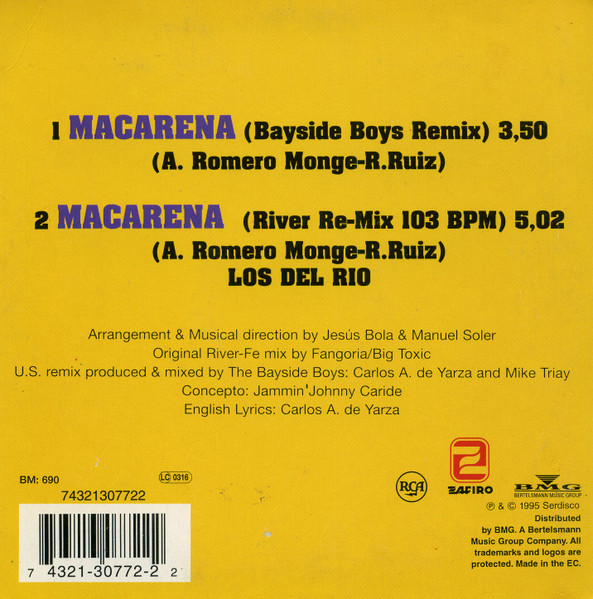 1 MACARENA (Bayside Boys Remix) 3,50
(A. Romero Monge-R.Ruiz)
2 MACARENA (River Re-Mix 103 BPM) 5,02
(A. Romero Monge-R.Ruiz)
LOS DEL RIO
Arrangement & Musical direction by Jesús Bola & Manuel Soler
Original River-Fe mix by Fangoria/Big Toxic
U.S. remix produced & mixed by The Bayside Boys: Carlos A. de Yarza and Mike Triay
Concepto: Jammin'Johnny Caride
English Lyrics: Carlos A. de Yarza
BM: 690
LC 0316
74321307722
7 4321-30772-2 2
RCA
ZAFIRO
BMG
BERTELSMANN MUSIC GROUP
℗ & © 1995 Serdisco
Distributed
by BMG. A Bertelsmann
Music Group Company. All
trademarks and logos are
protected. Made in the EC.